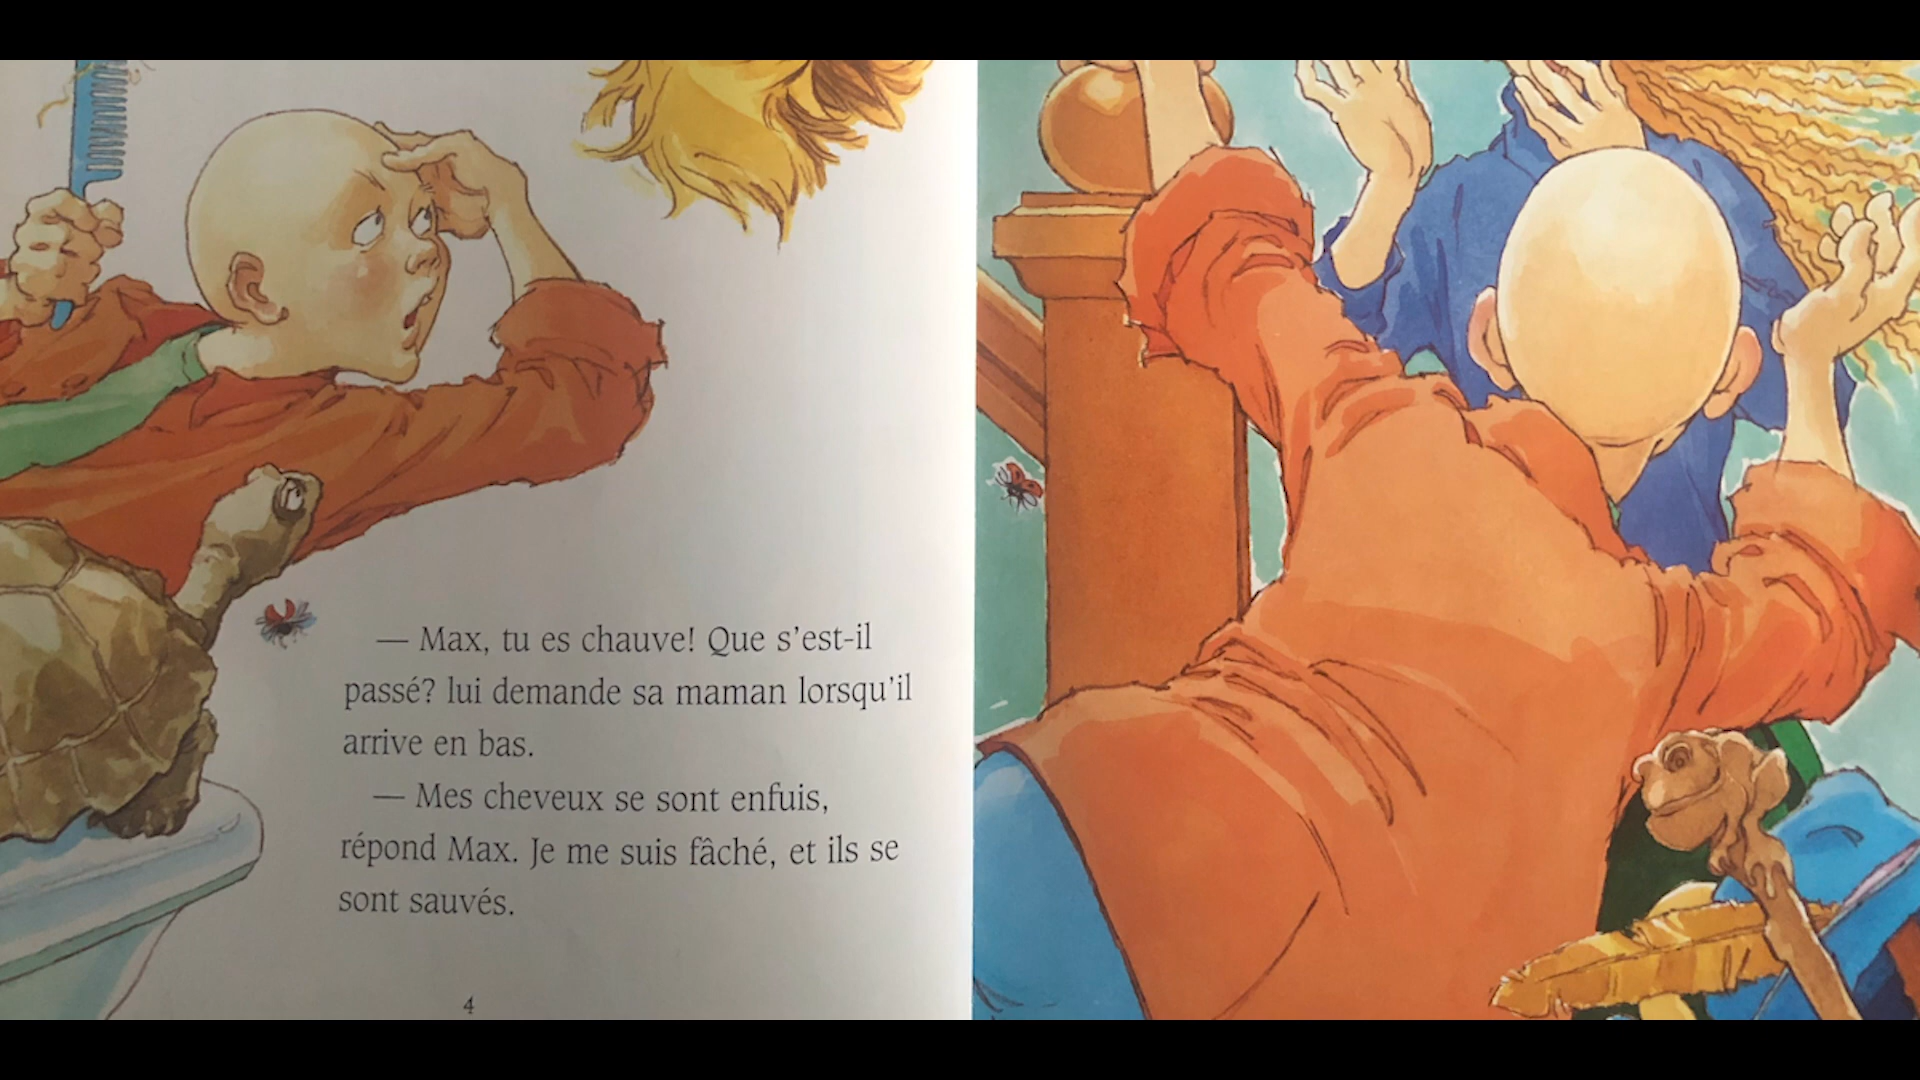 — Max, tu es chauve! Que s'est-il
passé? lui demande sa maman lorsqu'il
arrive en bas.
— Mes cheveux se sont enfuis,
répond Max. Je me suis fâché, et ils se
sont sauvés.
4